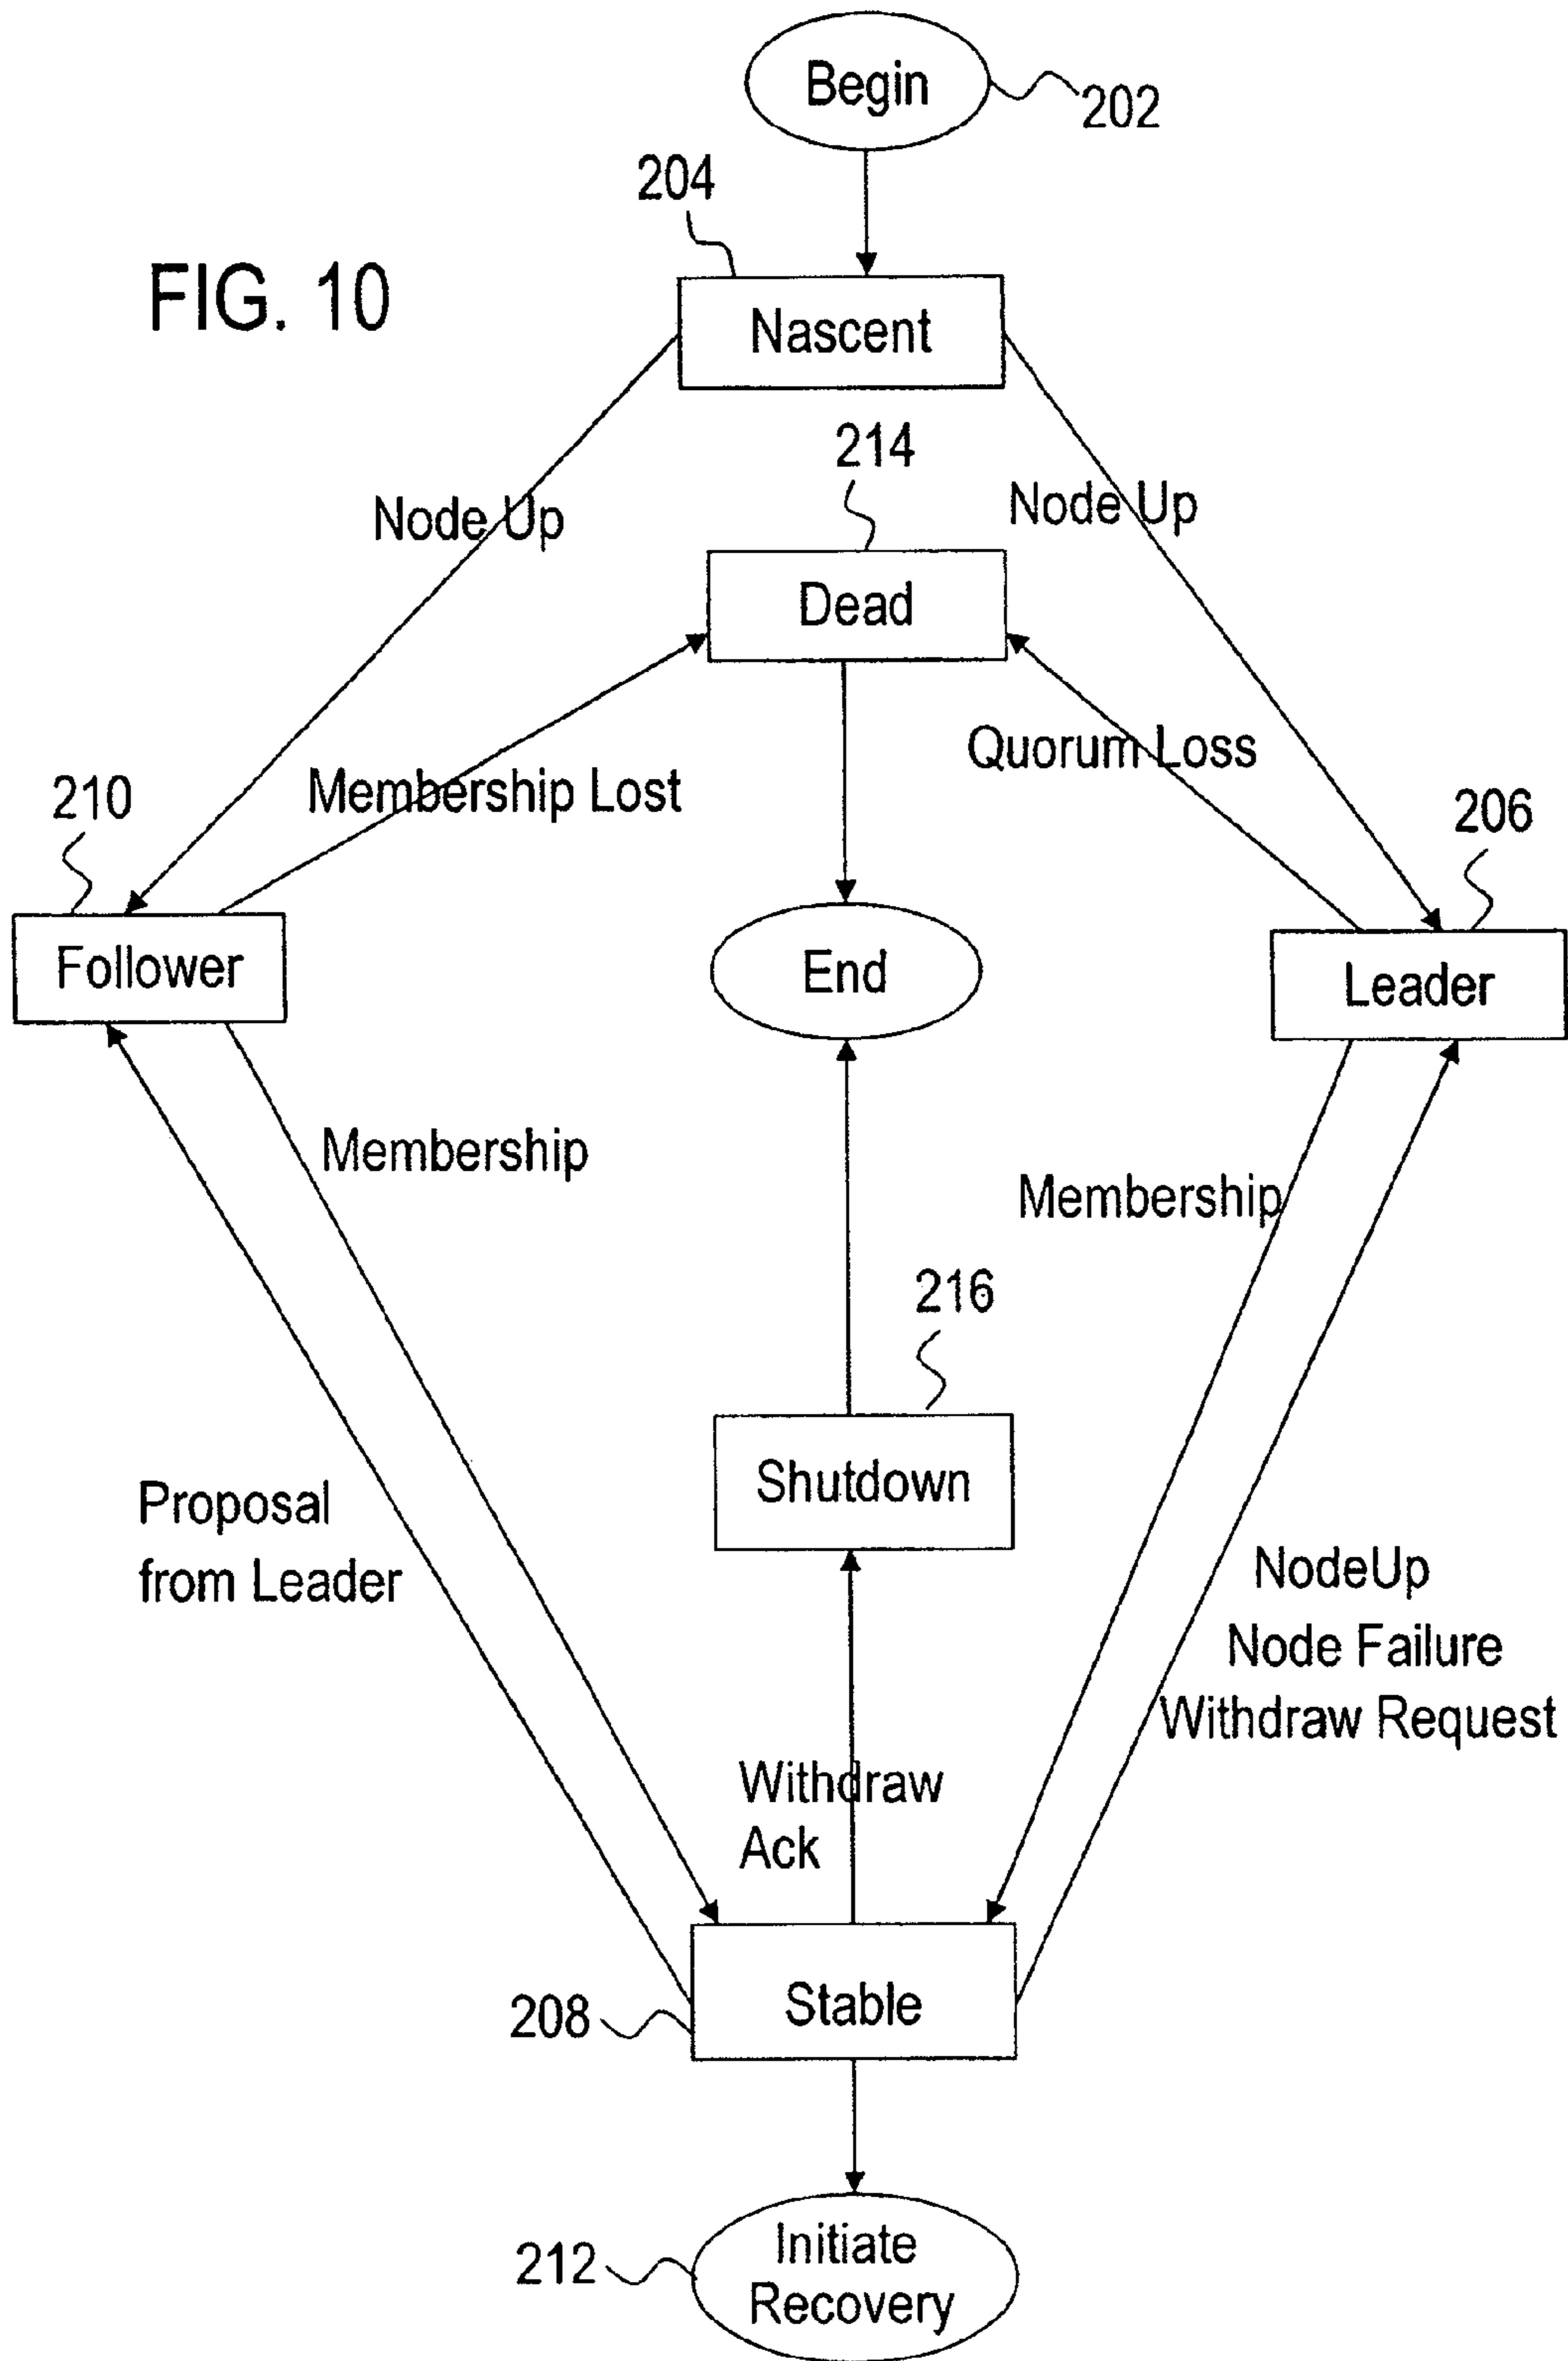 Begin
202
204
FIG. 10
Nascent
214
Node Up
Node Up
Dead
Quorum Loss
Membership Lost
210
206
Follower
End
Leader
Membership
Membership
216
Shutdown
Proposal
from Leader
NodeUp
Node Failure
Withdraw Request
Withdraw
Ack
Stable
208
Initiate
Recovery
212